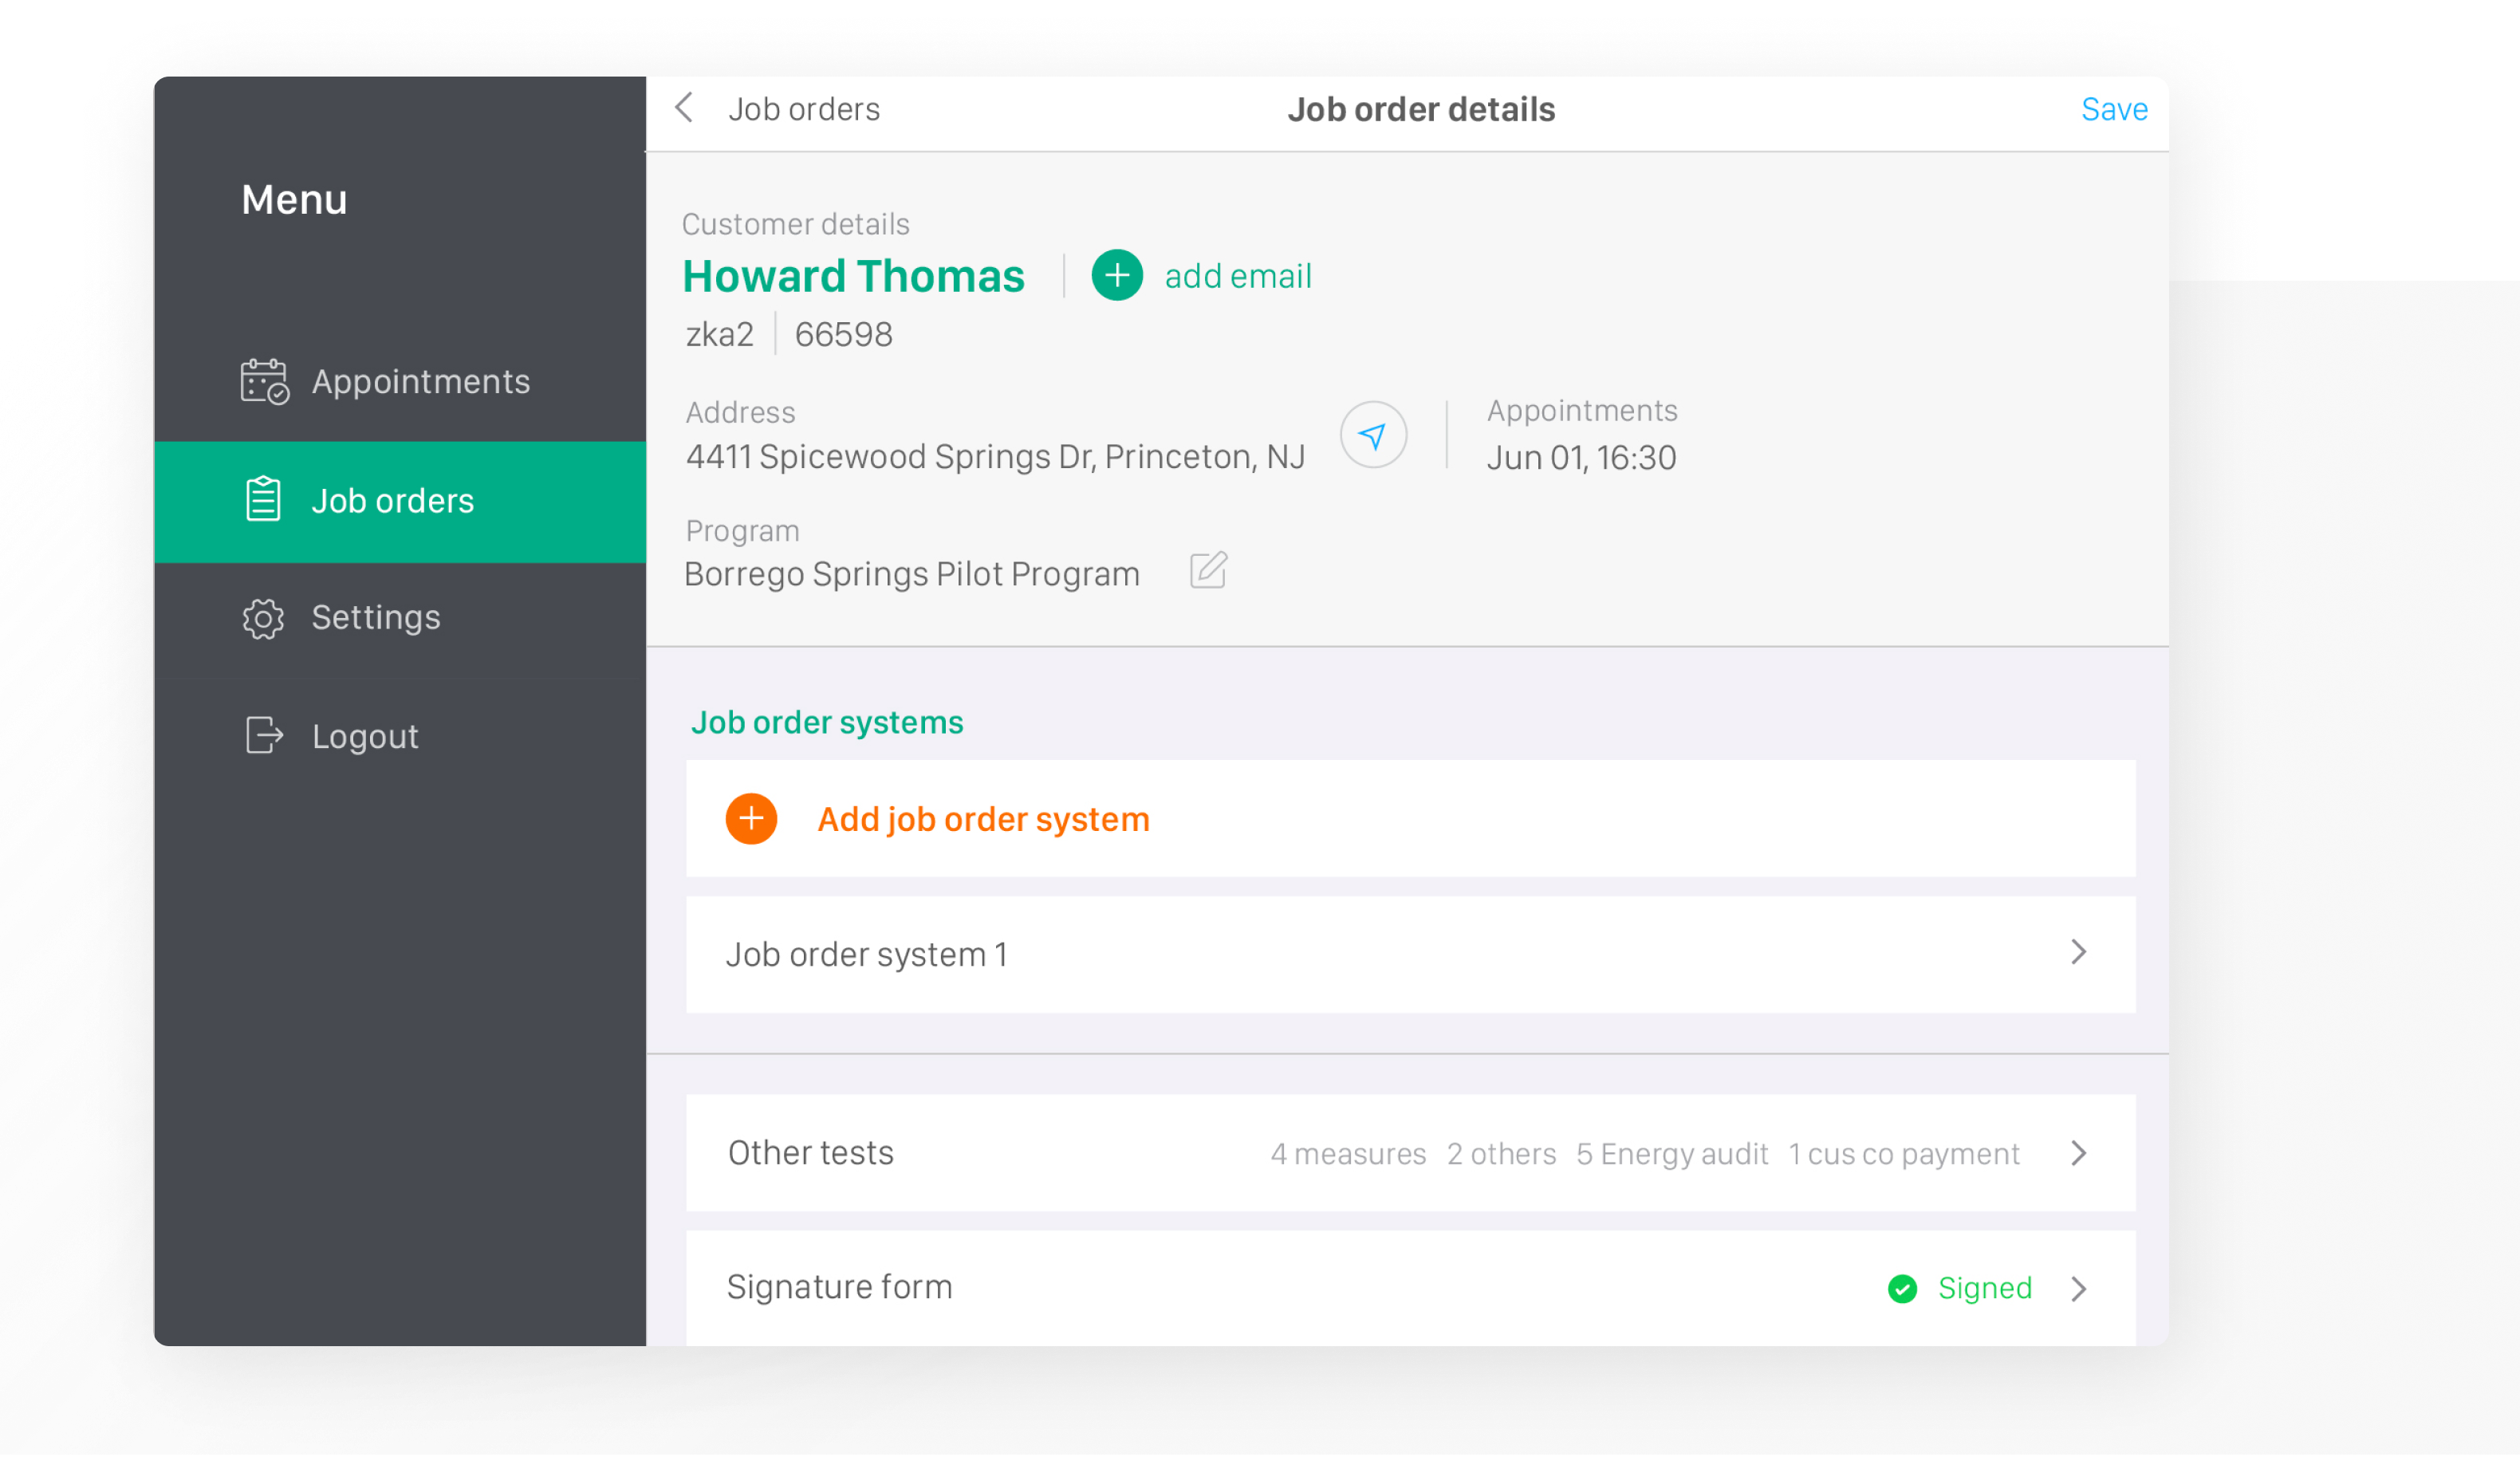 Menu
Appointments
Job orders
Settings
Logout
Job orders
Job order details
Save
Customer details
Howard Thomas
add email
zka2
66598
Address
4411 Spicewood Springs Dr, Princeton, NJ
Appointments
Jun 01, 16:30
Program
Borrego Springs Pilot Program
Job order systems
Add job order system
Job order system 1
Other tests
4 measures 2 others 5 Energy audit 1 cus co payment
Signature form
Signed